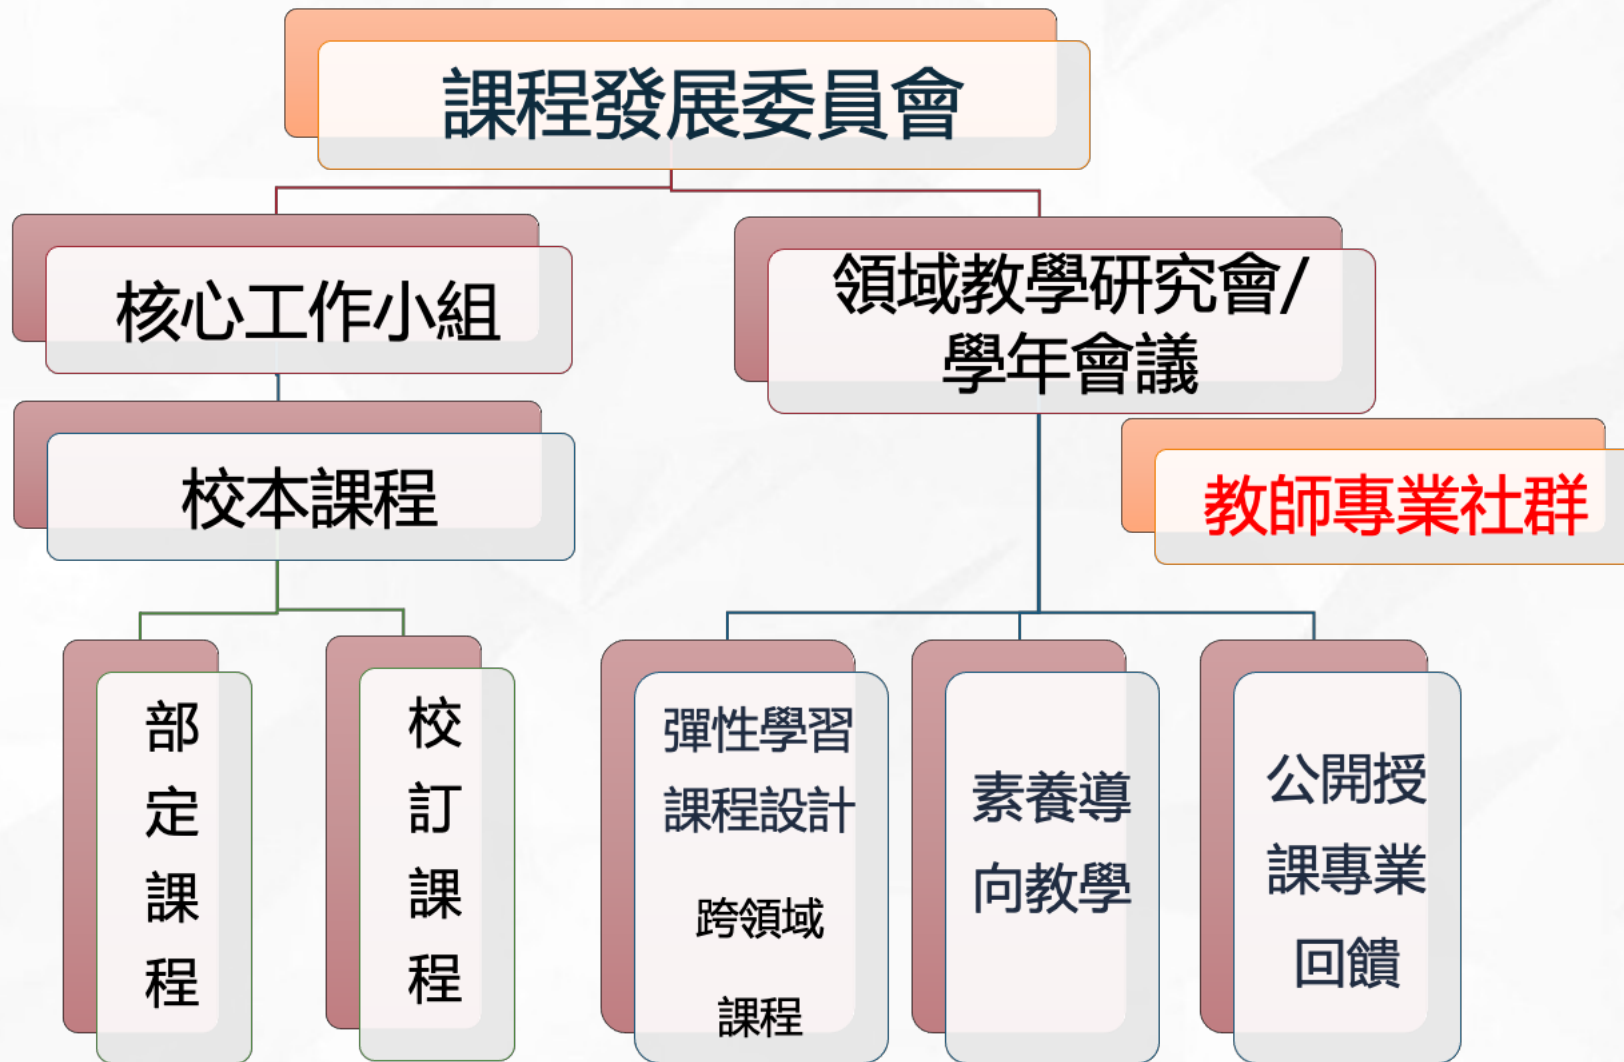 課程發展委員會
核心工作小組
領域教學研究會/
學年會議
校本課程
教師專業社群
部
定
課
程
校
訂
課
程
彈性學習
課程設計
跨領域
課程
素養導
向教學
公開授
課專業
回饋